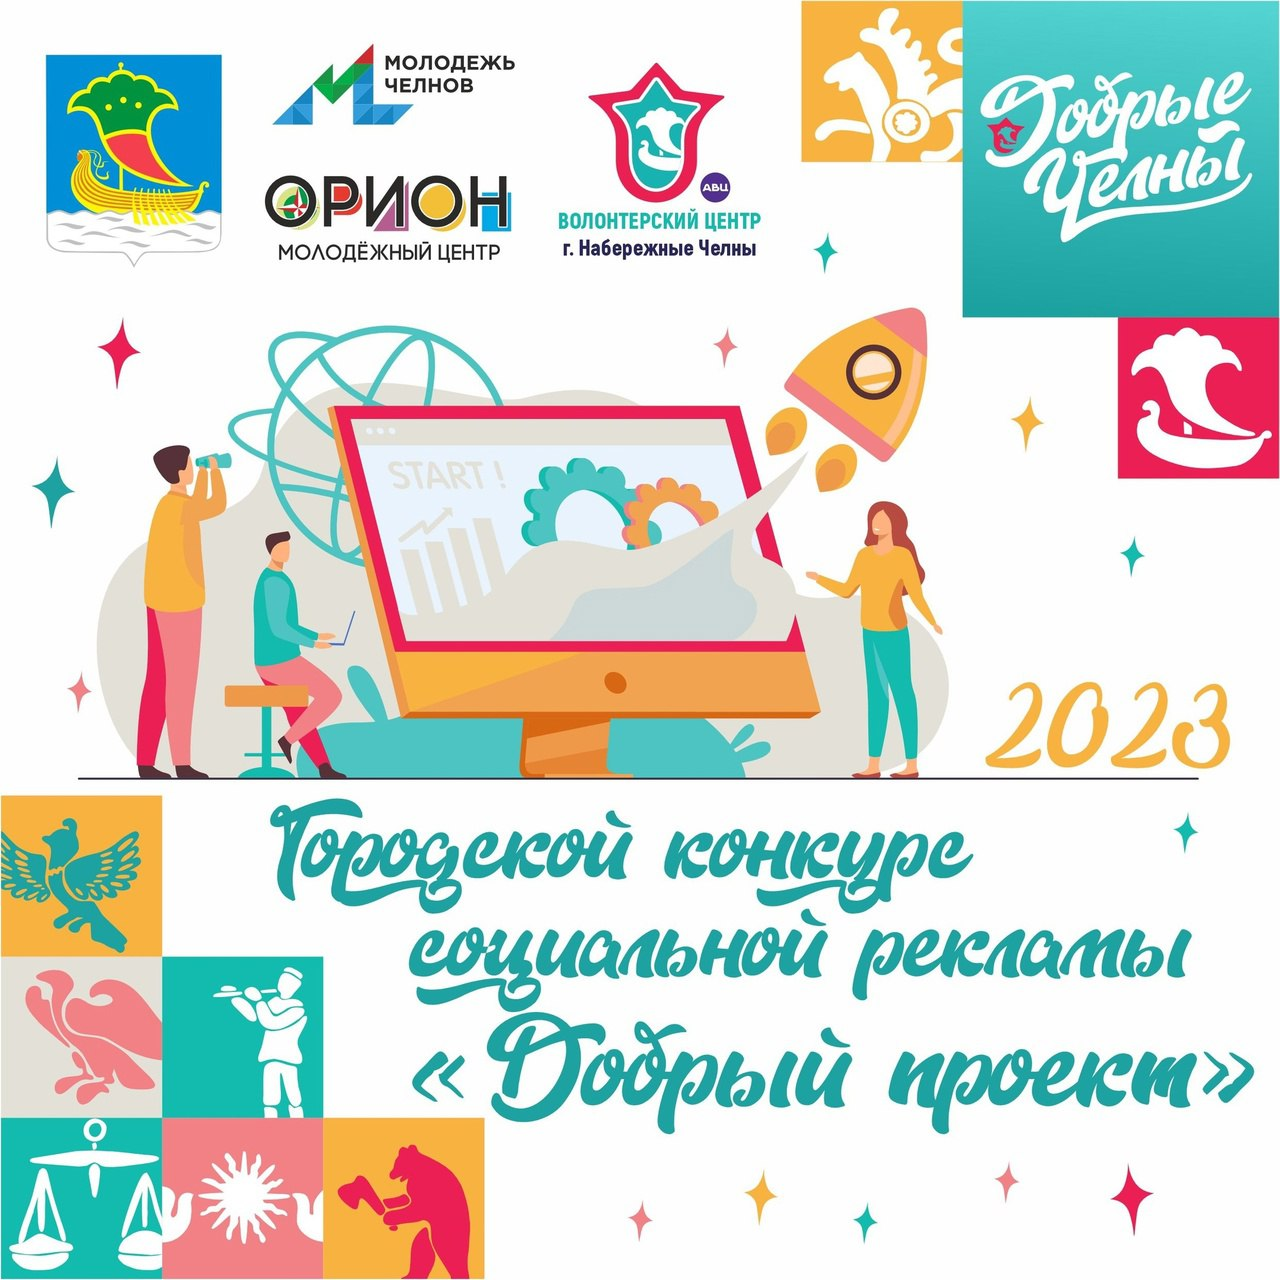 МОЛОДЕЖЬ
ЧЕЛНОВ
ОРИОН
МОЛОДЁЖНЫЙ ЦЕНТР
АВЦ
ВОЛОНТЕРСКИЙ ЦЕНТР
г. Набережные Челны
Добрые
Челны
START !
2023
Городской конкурс
социальной рекламы
«Добрый проект»